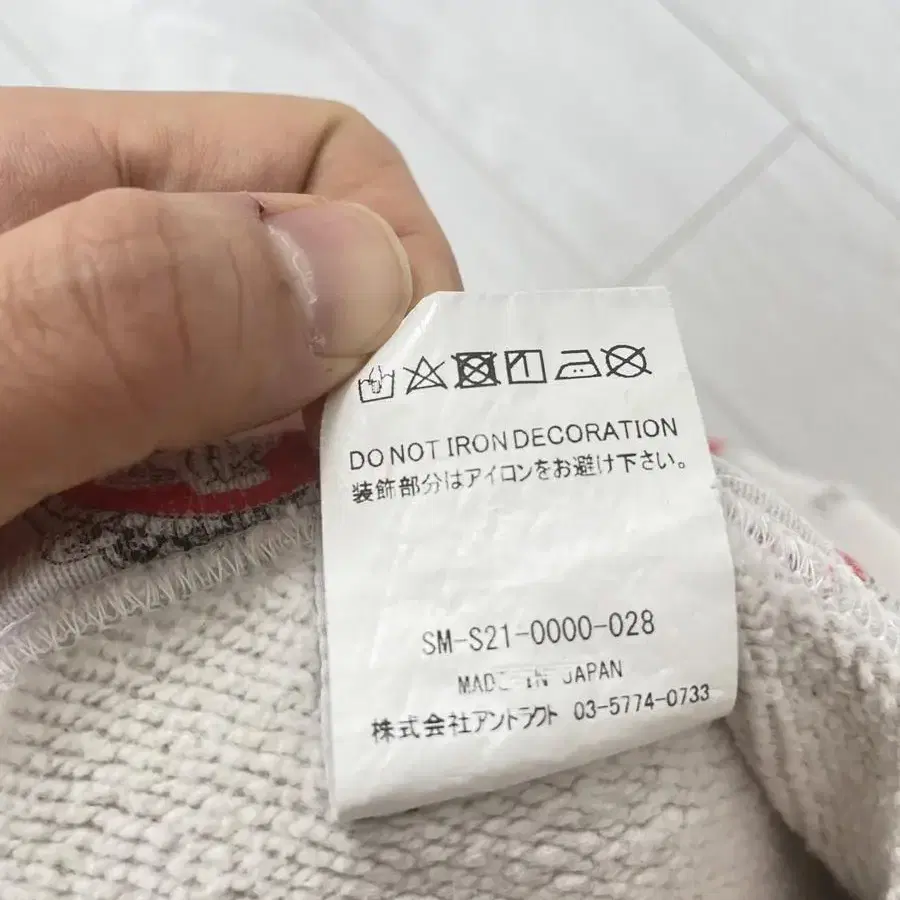 DO NOT IRON DECORATION
装飾部分はアイロンをお避け下さい。
SM-S21-0000-028
MADE IN JAPAN
株式会社アントラクト 03-5774-0733